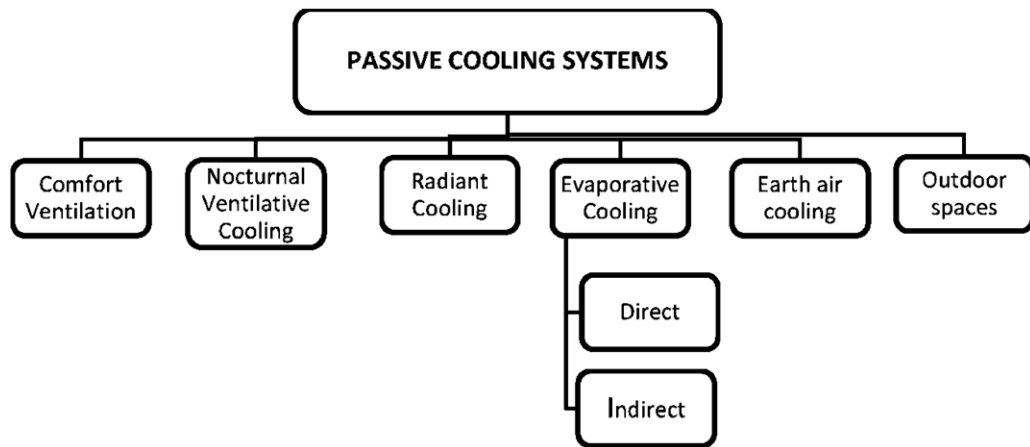 PASSIVE COOLING SYSTEMS
Comfort
Ventilation
Nocturnal
Ventilative
Cooling
Radiant
Cooling
Evaporative
Cooling
Earth air
cooling
Outdoor
spaces
Direct
Indirect